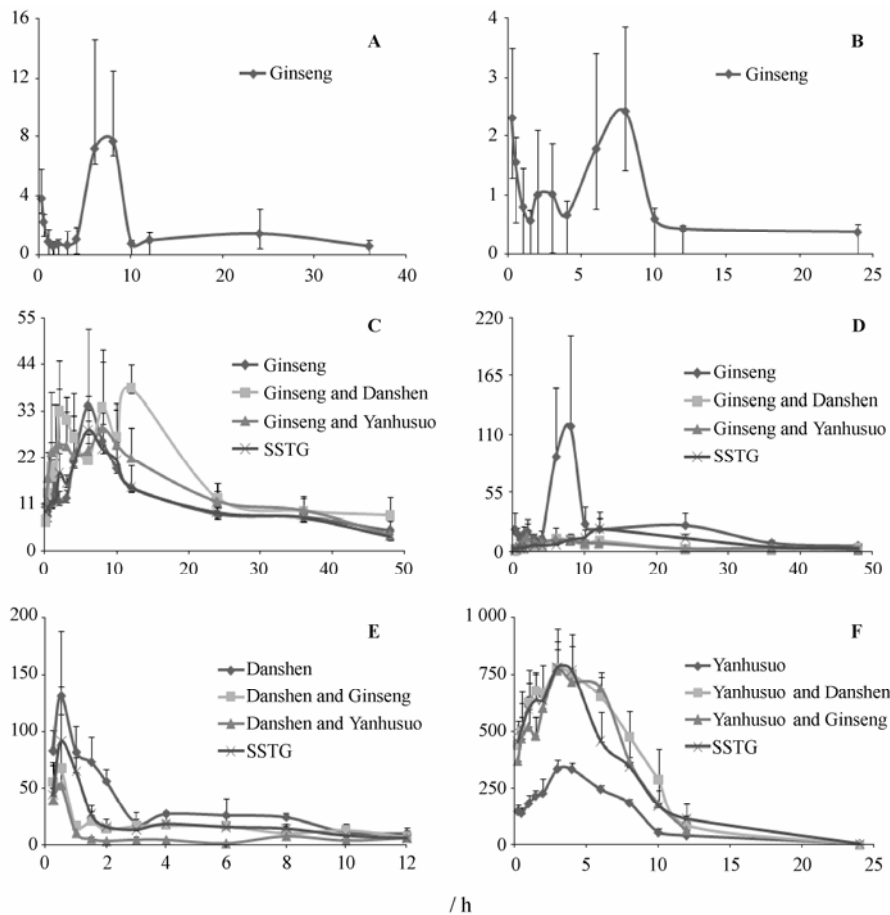 A
16
12
8
4
0
Ginseng
0 10 20 30 40
B
4
3
2
1
0
Ginseng
0 5 10 15 20 25
C
55
44
33
22
11
0
Ginseng
Ginseng and Danshen
Ginseng and Yanhusuo
SSTG
0 10 20 30 40 50
D
220
165
110
55
0
Ginseng
Ginseng and Danshen
Ginseng and Yanhusuo
SSTG
0 10 20 30 40 50
E
200
150
100
50
0
Danshen
Danshen and Ginseng
Danshen and Yanhusuo
SSTG
0 2 4 6 8 10 12
F
1 000
750
500
250
0
Yanhusuo
Yanhusuo and Danshen
Yanhusuo and Ginseng
SSTG
0 5 10 15 20 25
/ h